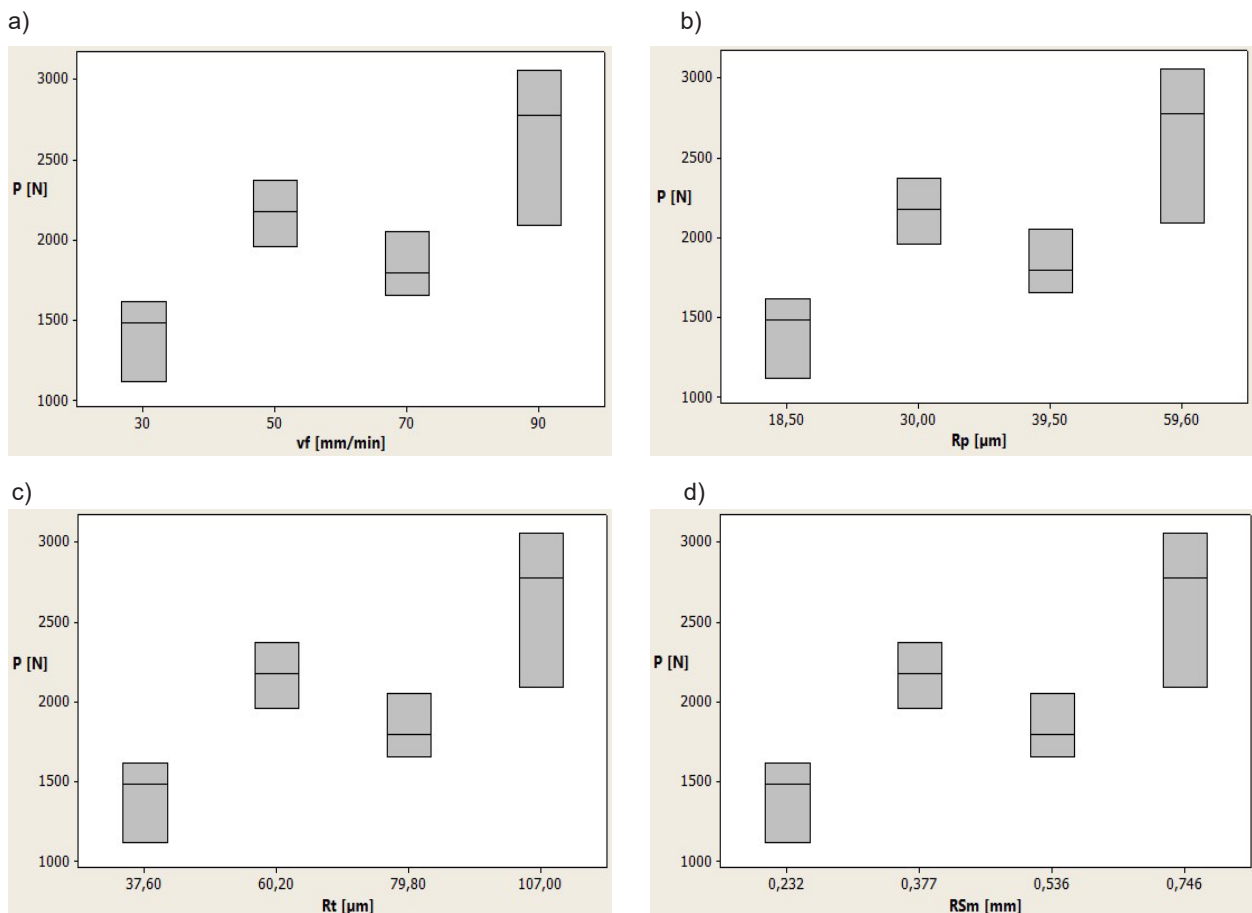 a)
3000
2500
P [N]
2000
1500
1000
30 50 70 90
vf [mm/min]
b)
3000
2500
P [N]
2000
1500
1000
18,50 30,00 39,50 59,60
Rp [µm]
c)
3000
2500
P [N]
2000
1500
1000
37,60 60,20 79,80 107,00
Rt [µm]
d)
3000
2500
P [N]
2000
1500
1000
0,232 0,377 0,536 0,746
RSm [mm]